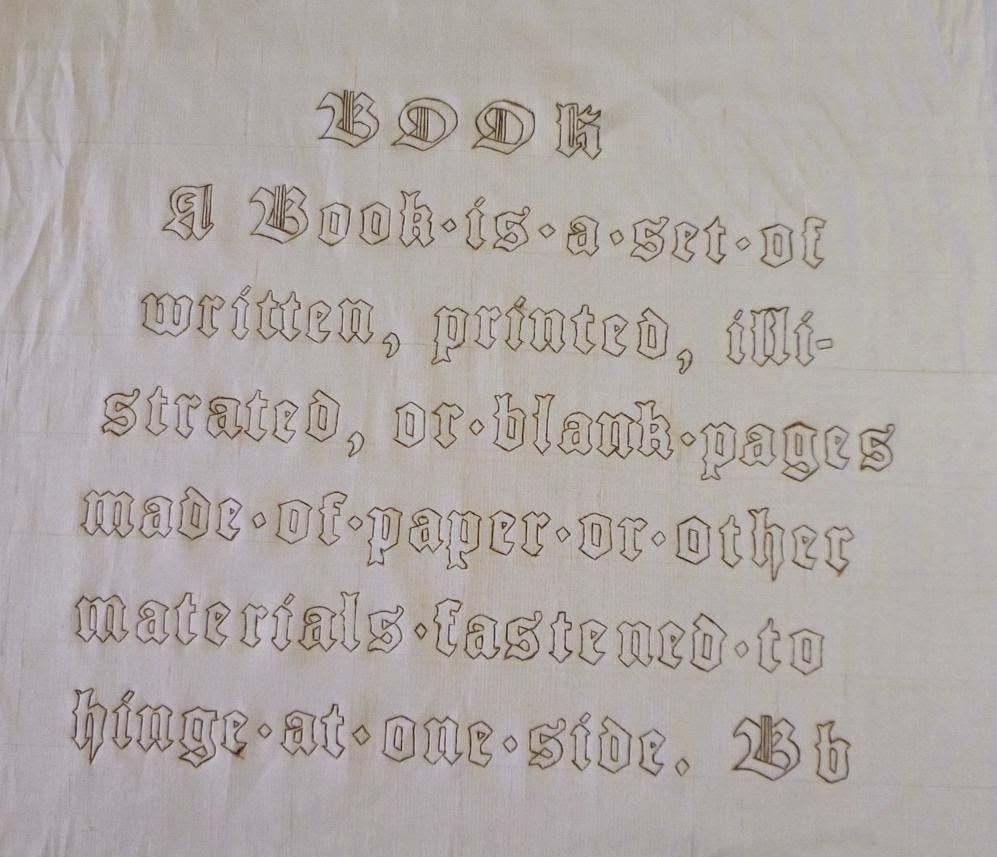 BOOK
A Book·is·a·set·of
written, printed, illi-
strated, or·blank·pages
made·of·paper·or·other
materials·fastened·to
hinge·at·one·side. B b